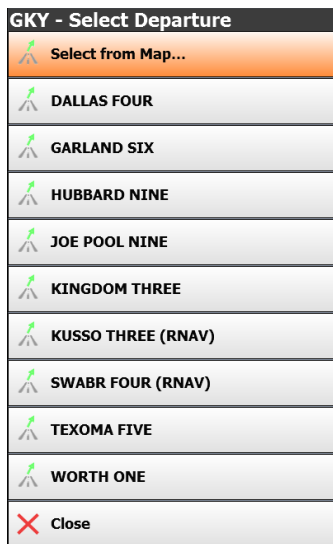 GKY - Select Departure
Select from Map...
DALLAS FOUR
GARLAND SIX
HUBBARD NINE
JOE POOL NINE
KINGDOM THREE
KUSSO THREE (RNAV)
SWABR FOUR (RNAV)
TEXOMA FIVE
WORTH ONE
Close